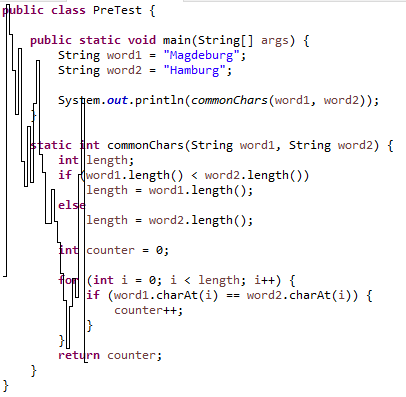 public class PreTest {
public static void main(String[] args) {
String word1 = "Magdeburg";
String word2 = "Hamburg";
System.out.println(commonChars(word1, word2));
}
static int commonChars(String word1, String word2) {
int length;
if (word1.length() < word2.length())
length = word1.length();
else
length = word2.length();
int counter = 0;
for (int i = 0; i < length; i++) {
if (word1.charAt(i) == word2.charAt(i)) {
counter++;
}
}
return counter;
}
}